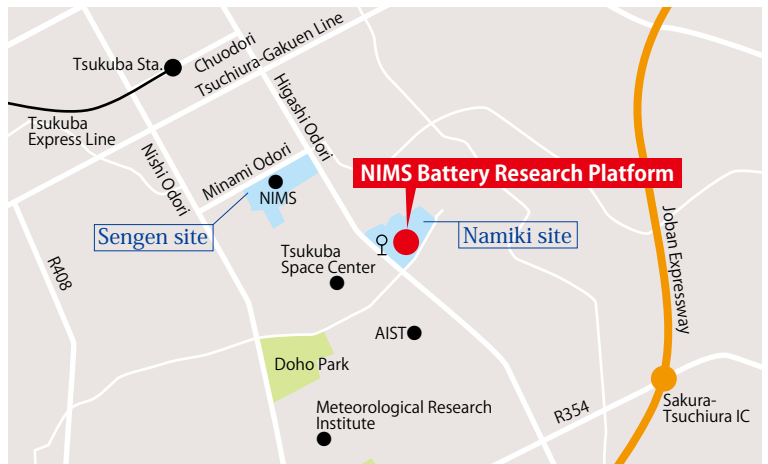 Tsukuba Sta.
Chuodori
Tsuchiura-Gakuen Line
Higashi Odori
Tsukuba
Express Line
Nishi Odori
Minami Odori
NIMS Battery Research Platform
NIMS
Sengen site
Namiki site
Joban Expressway
Tsukuba
Space Center
R408
AIST
Doho Park
Meteorological Research
Institute
R354
Sakura-
Tsuchiura IC